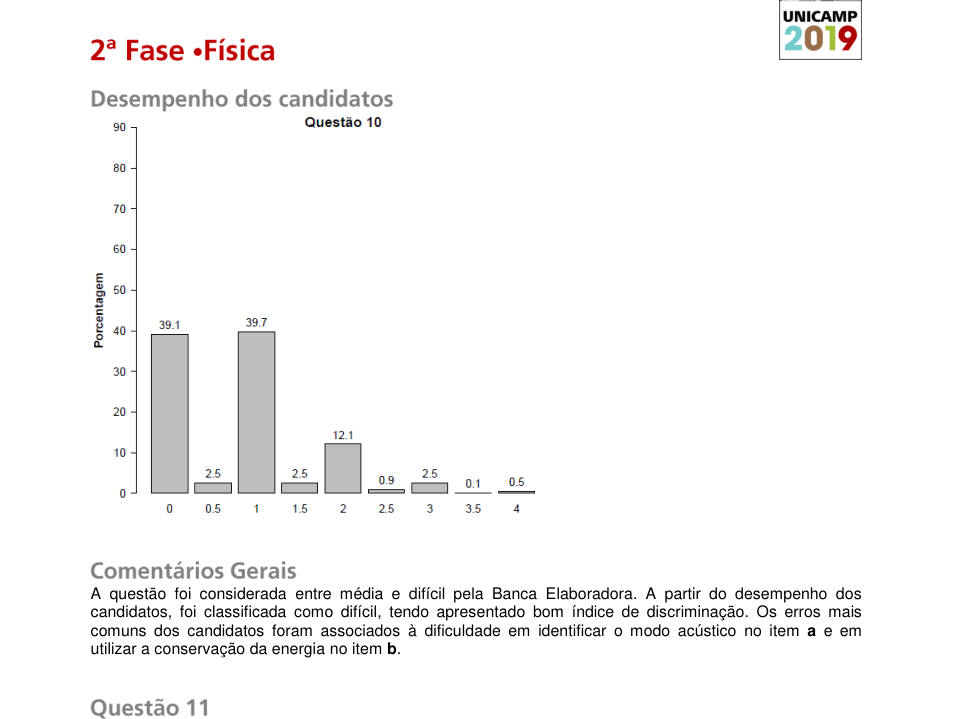 UNICAMP
2019
2ª Fase •Física
Desempenho dos candidatos
Questão 10
90
80
70
60
50
40
30
20
10
0
Porcentagem
39.1
2.5
39.7
2.5
12.1
0.9
2.5
0.1
0.5
0 0.5 1 1.5 2 2.5 3 3.5 4
Comentários Gerais
A questão foi considerada entre média e difícil pela Banca Elaboradora. A partir do desempenho dos
candidatos, foi classificada como difícil, tendo apresentado bom índice de discriminação. Os erros mais
comuns dos candidatos foram associados à dificuldade em identificar o modo acústico no item a e em
utilizar a conservação da energia no item b.
Questão 11